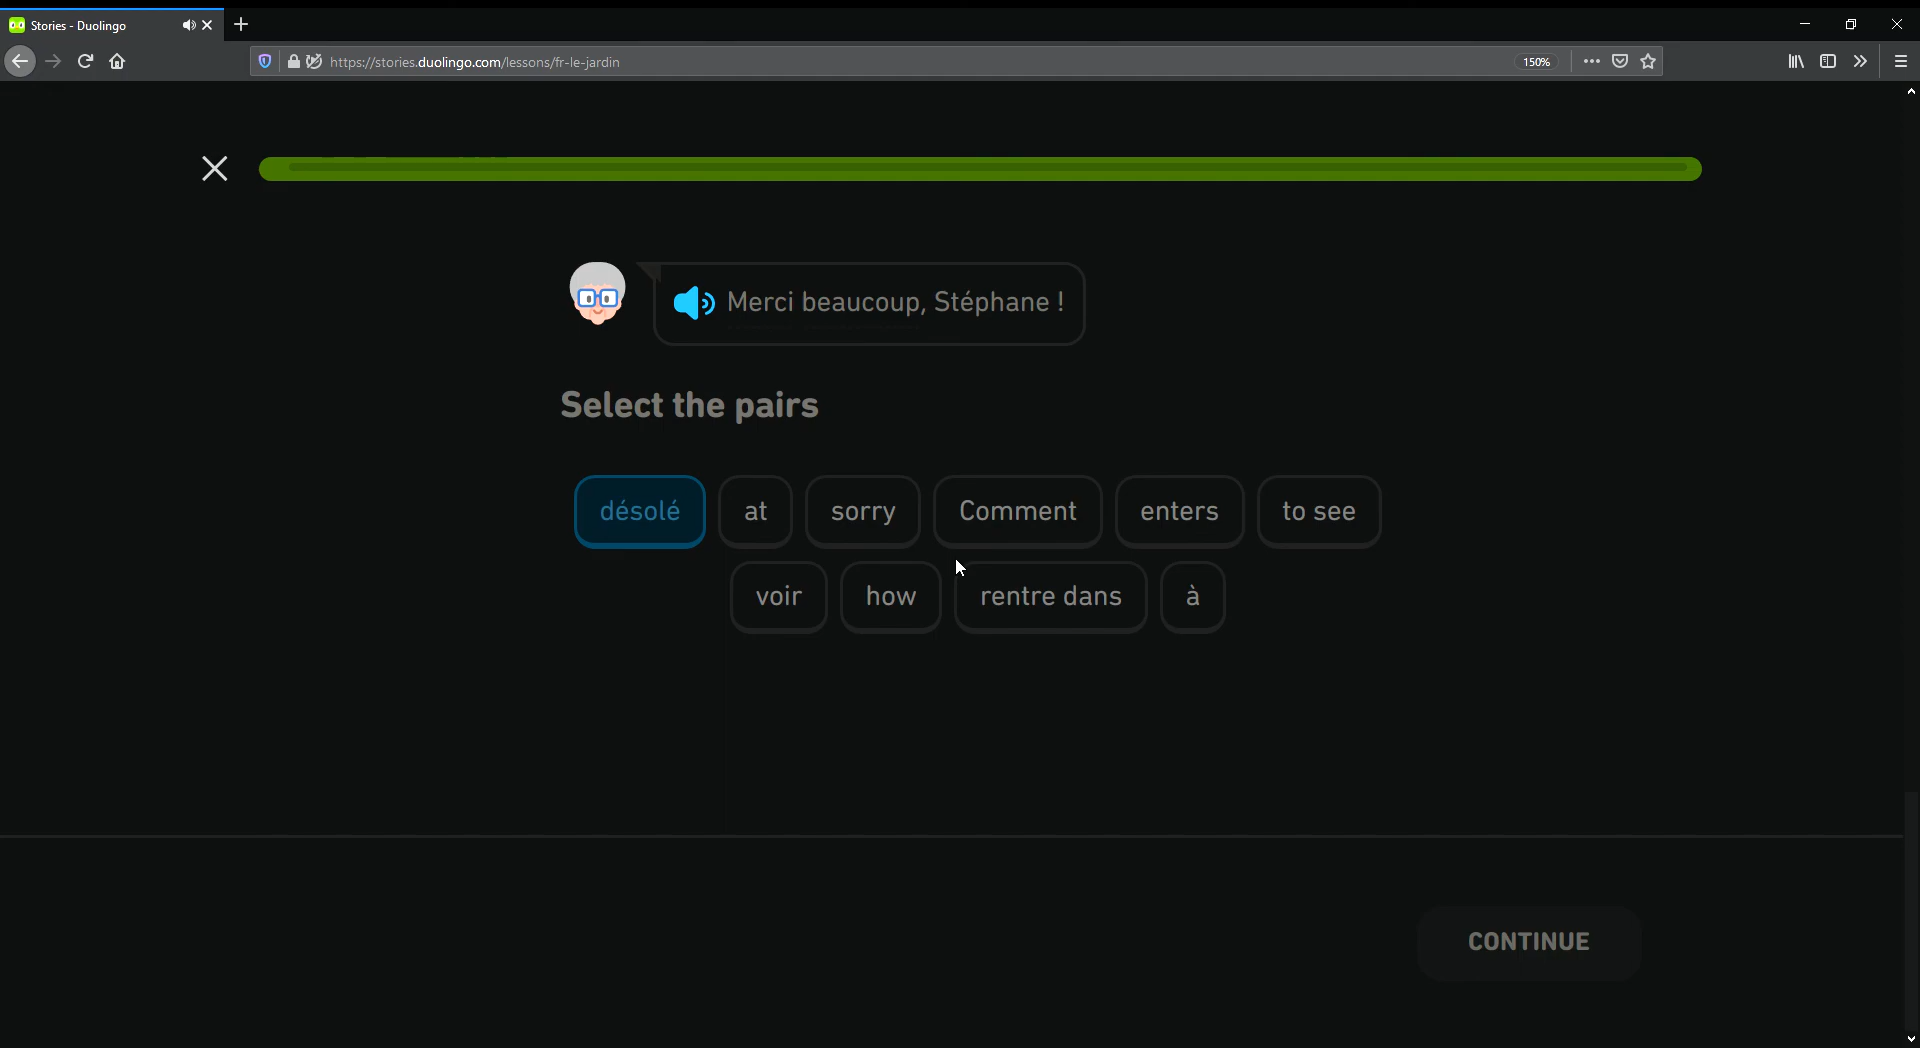 Stories - Duolingo
https://stories.duolingo.com/lessons/fr-le-jardin
150%
Merci beaucoup, Stéphane !
Select the pairs
désolé at sorry Comment enters to see
voir how rentre dans à
CONTINUE